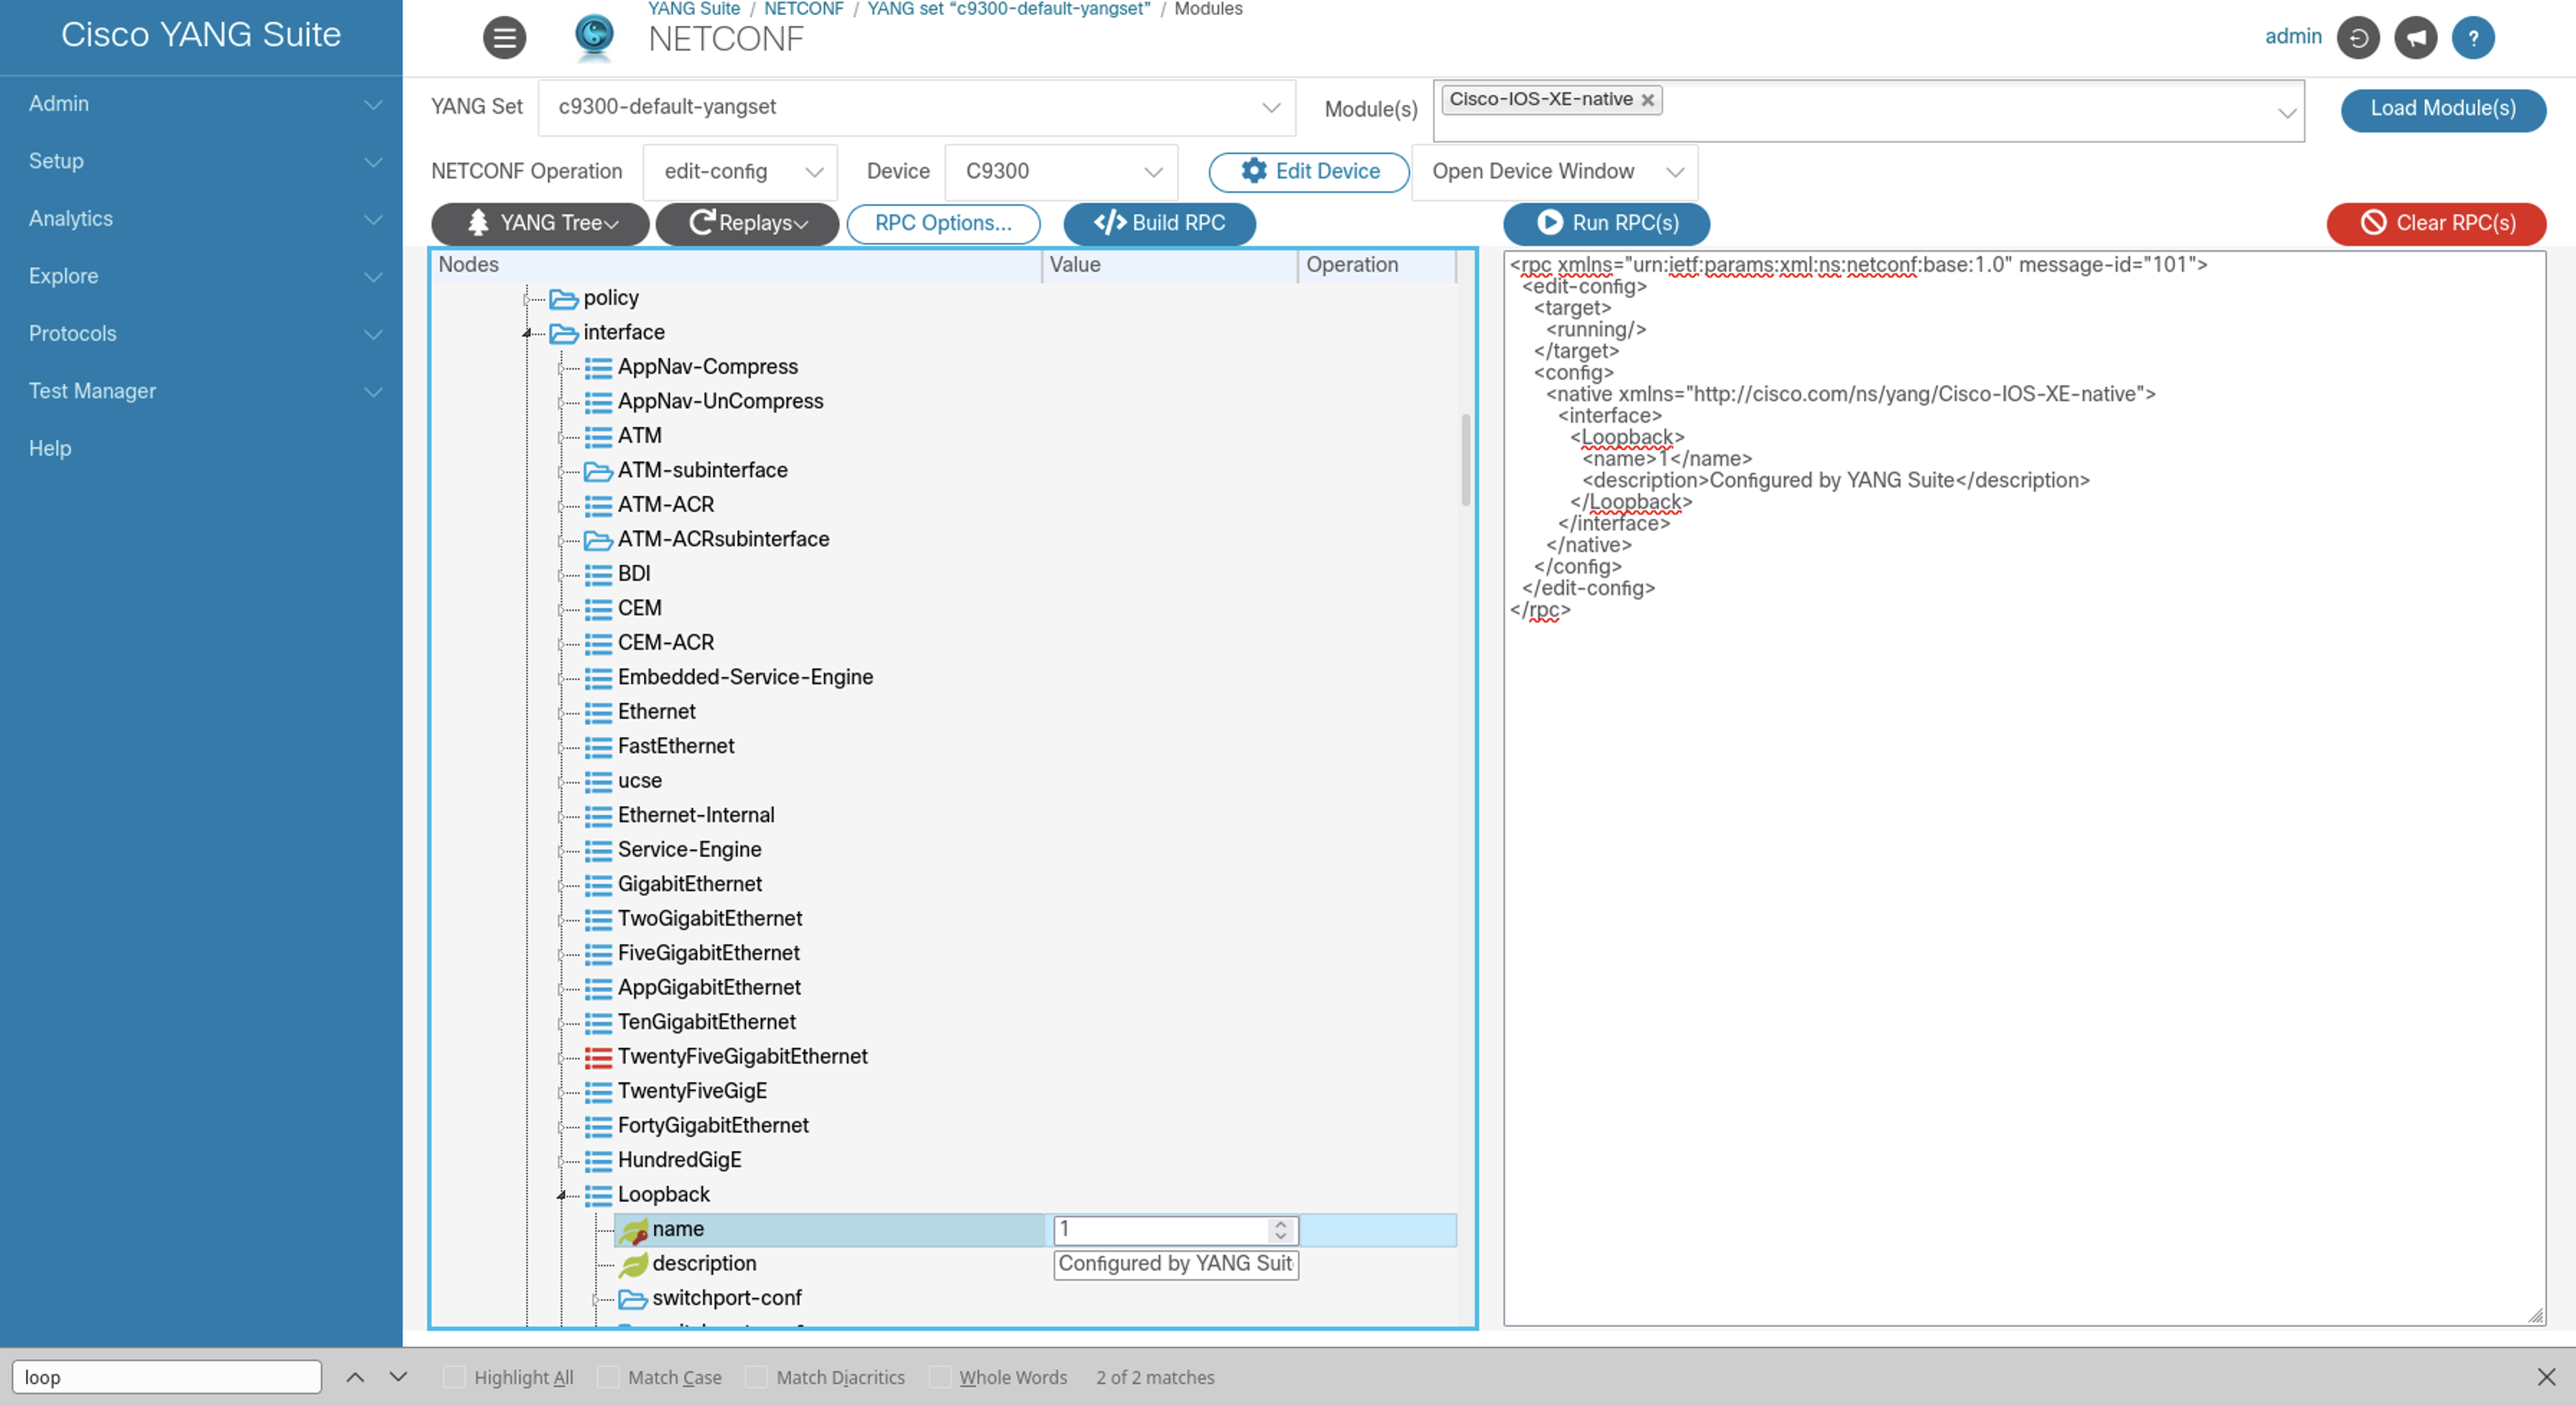 Cisco YANG Suite
Admin
Setup
Analytics
Explore
Protocols
Test Manager
Help
YANG Suite / NETCONF / YANG set “c9300-default-yangset” / Modules
NETCONF
admin
YANG Set c9300-default-yangset Module(s) Cisco-IOS-XE-native Load Module(s)
NETCONF Operation edit-config Device C9300 Edit Device Open Device Window
YANG Tree Replays RPC Options... Build RPC Run RPC(s) Clear RPC(s)
Nodes Value Operation
policy
interface
AppNav-Compress
AppNav-UnCompress
ATM
ATM-subinterface
ATM-ACR
ATM-ACRsubinterface
BDI
CEM
CEM-ACR
Embedded-Service-Engine
Ethernet
FastEthernet
ucse
Ethernet-Internal
Service-Engine
GigabitEthernet
TwoGigabitEthernet
FiveGigabitEthernet
AppGigabitEthernet
TenGigabitEthernet
TwentyFiveGigabitEthernet
TwentyFiveGigE
FortyGigabitEthernet
HundredGigE
Loopback
name 1
description Configured by YANG Suit
switchport-conf
<rpc xmlns="urn:ietf:params:xml:ns:netconf:base:1.0" message-id="101">
<edit-config>
<target>
<running/>
</target>
<config>
<native xmlns="http://cisco.com/ns/yang/Cisco-IOS-XE-native">
<interface>
<Loopback>
<name>1</name>
<description>Configured by YANG Suite</description>
</Loopback>
</interface>
</native>
</config>
</edit-config>
</rpc>
loop Highlight All Match Case Match Diacritics Whole Words 2 of 2 matches